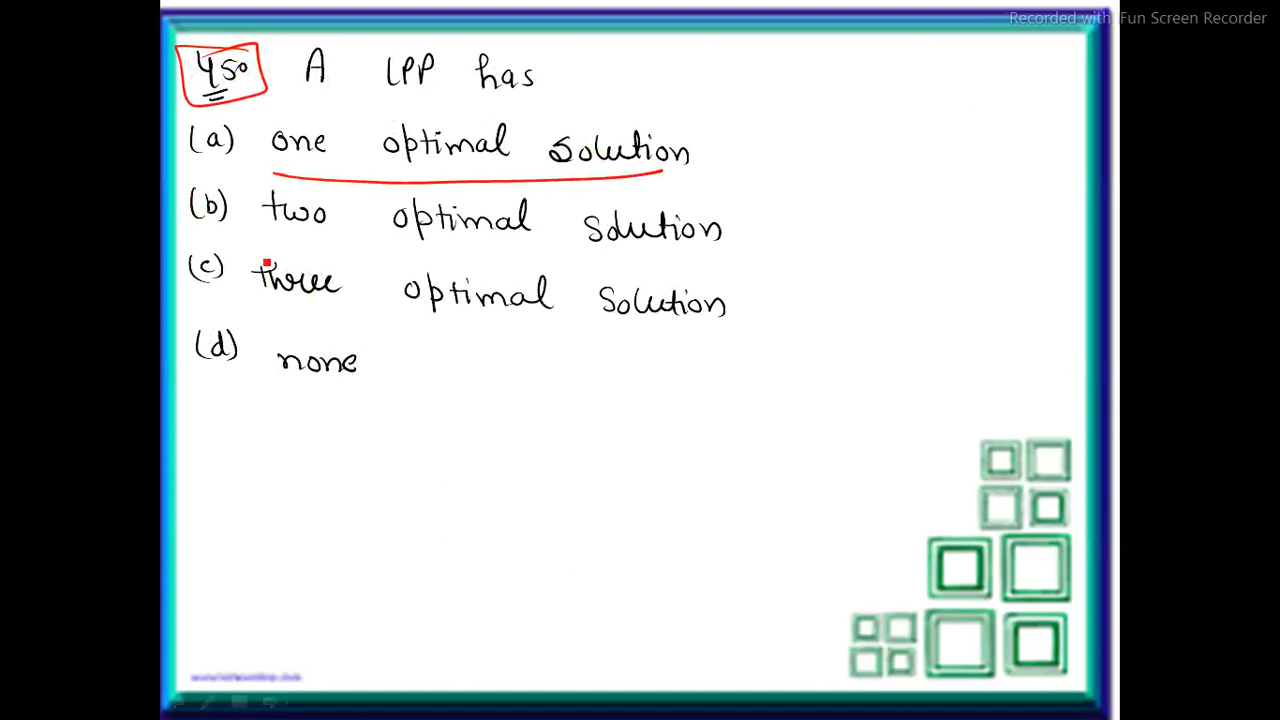 Recorded with Fun Screen Recorder
450 A LPP has
(a) one optimal solution
(b) two optimal solution
(c) three optimal solution
(d) none